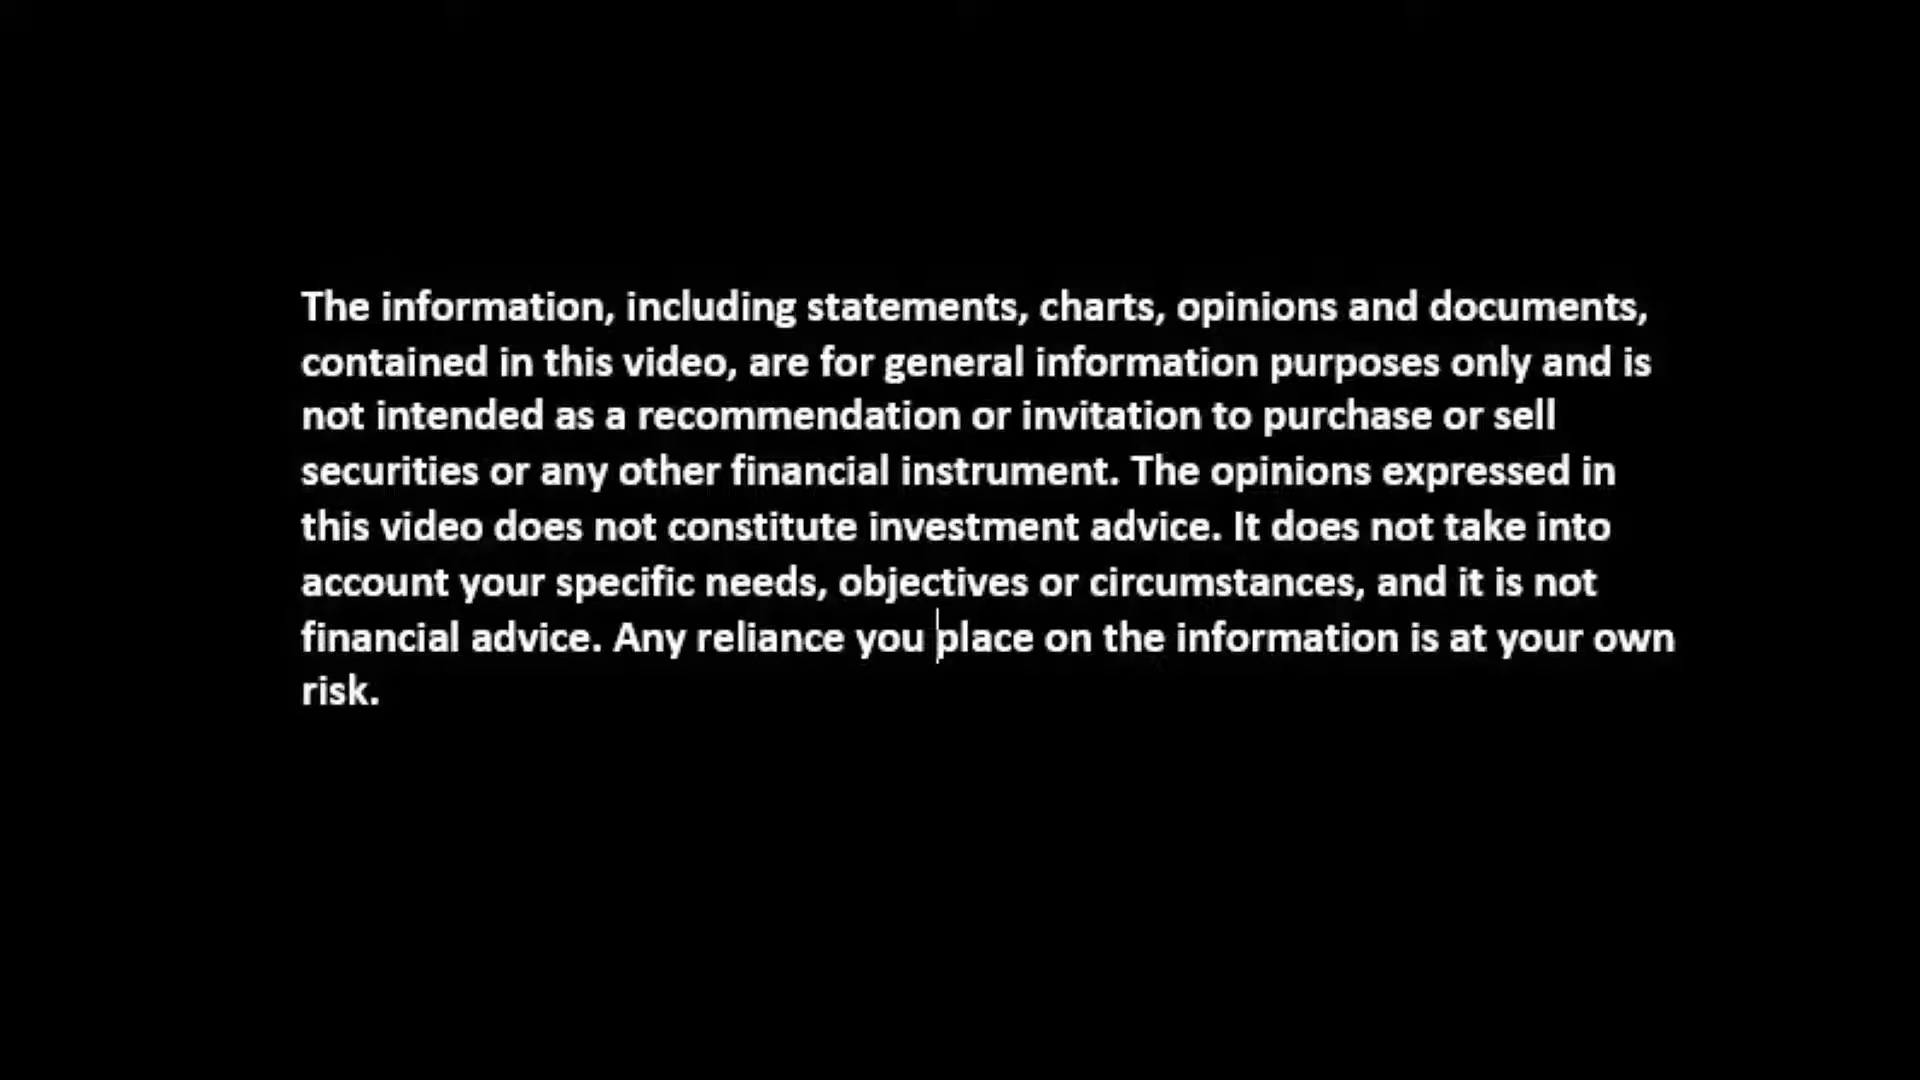 The information, including statements, charts, opinions and documents,
contained in this video, are for general information purposes only and is
not intended as a recommendation or invitation to purchase or sell
securities or any other financial instrument. The opinions expressed in
this video does not constitute investment advice. It does not take into
account your specific needs, objectives or circumstances, and it is not
financial advice. Any reliance you place on the information is at your own
risk.